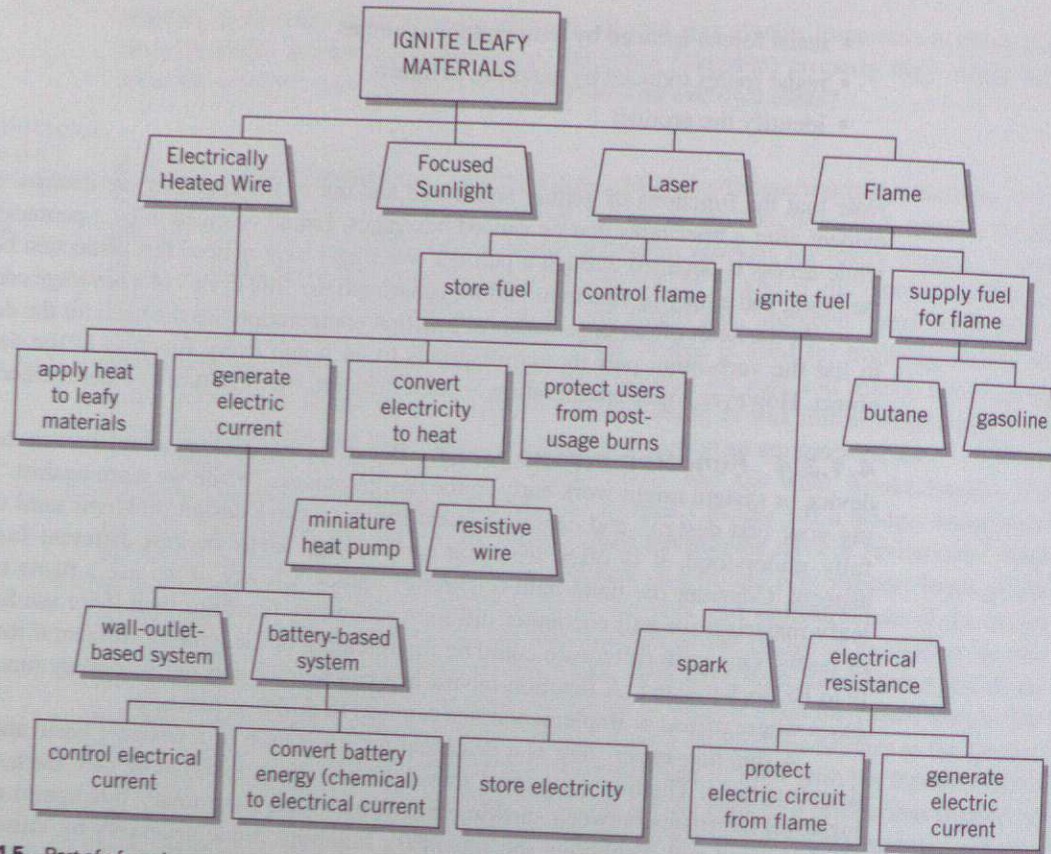 IGNITE LEAFY
MATERIALS
Electrically
Heated Wire
Focused
Sunlight
Laser
Flame
store fuel
control flame
ignite fuel
supply fuel
for flame
apply heat
to leafy
materials
generate
electric
current
convert
electricity
to heat
protect users
from post-
usage burns
butane
gasoline
miniature
heat pump
resistive
wire
wall-outlet-
based system
battery-based
system
spark
electrical
resistance
control electrical
current
convert battery
energy (chemical)
to electrical current
store electricity
protect
electric circuit
from flame
generate
electric
current